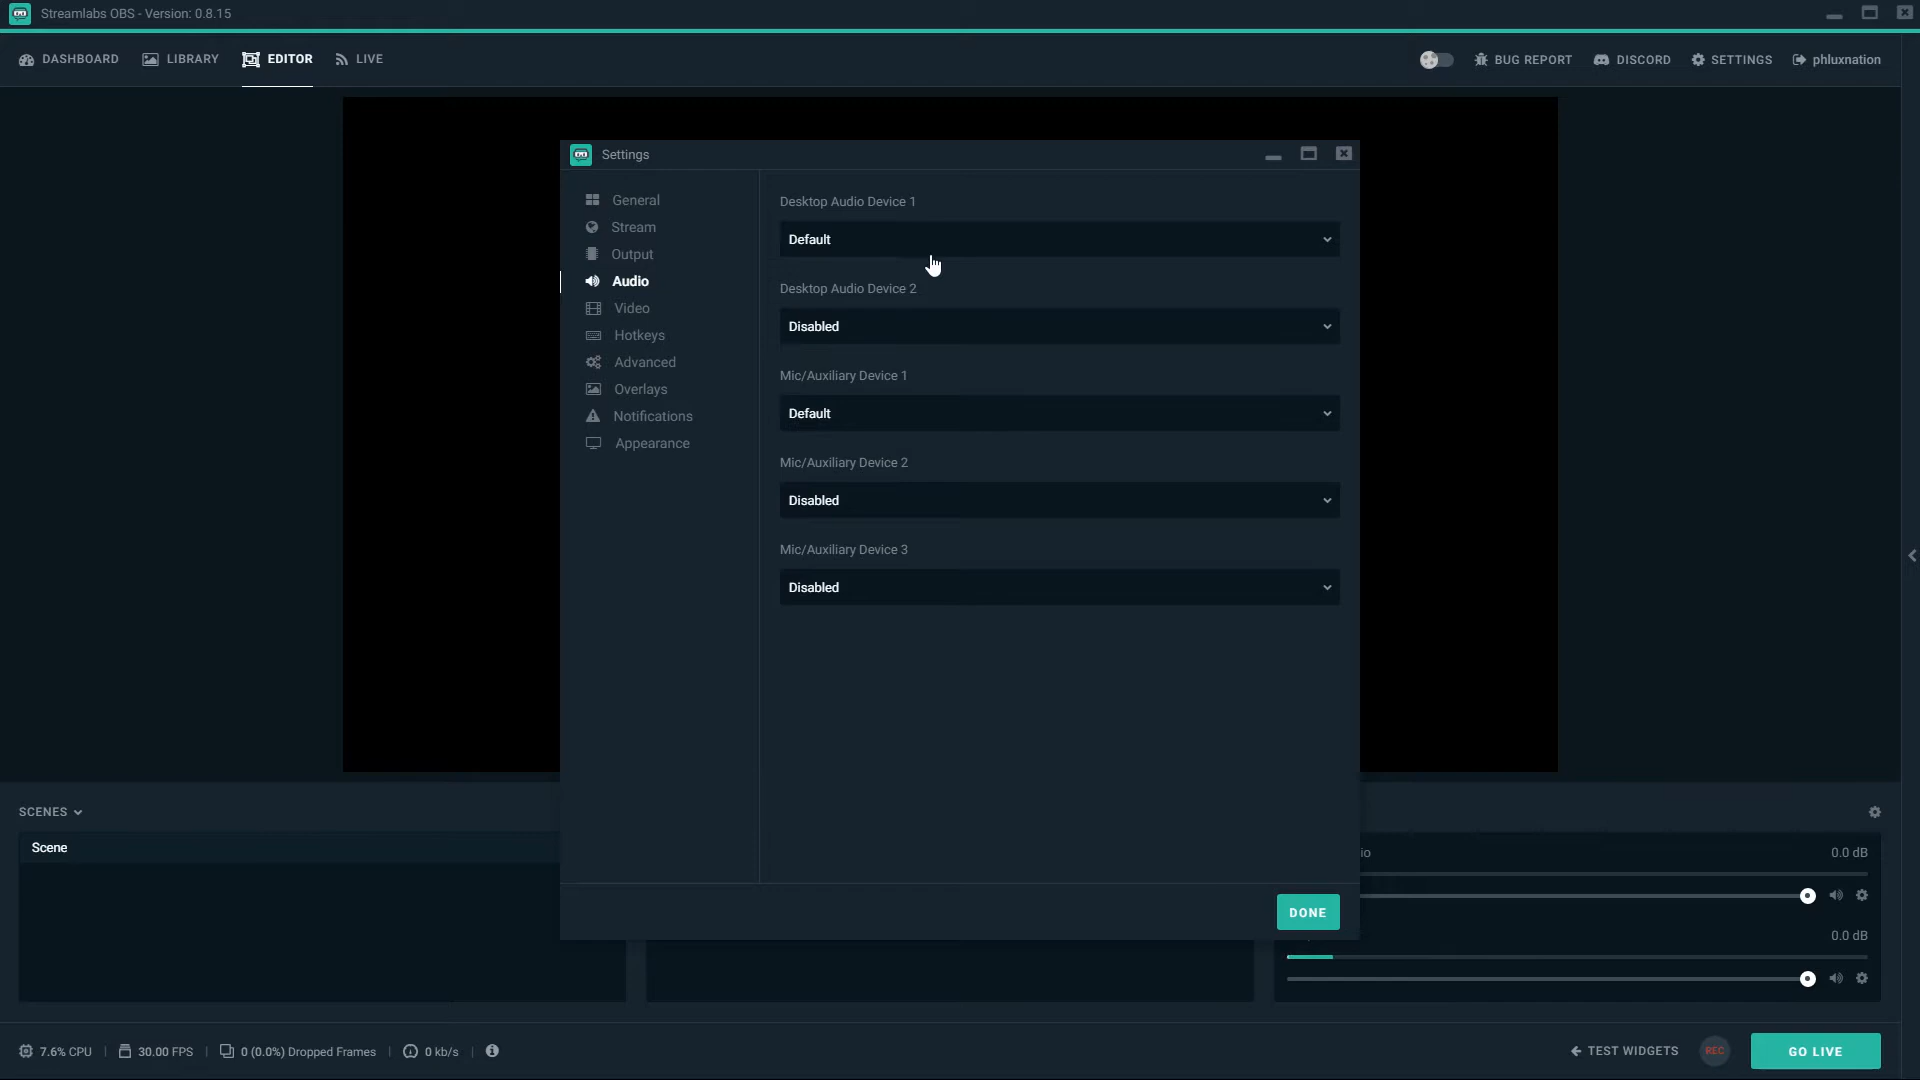 Streamlabs OBS - Version: 0.8.15
DASHBOARD
LIBRARY
EDITOR
LIVE
BUG REPORT
DISCORD
SETTINGS
phluxnation
Settings
General
Stream
Output
Audio
Video
Hotkeys
Advanced
Overlays
Notifications
Appearance
Desktop Audio Device 1
Default
Desktop Audio Device 2
Disabled
Mic/Auxiliary Device 1
Default
Mic/Auxiliary Device 2
Disabled
Mic/Auxiliary Device 3
Disabled
DONE
SCENES
Scene
io
0.0 dB
0.0 dB
7.6% CPU
30.00 FPS
0 (0.0%) Dropped Frames
0 kb/s
TEST WIDGETS
REC
GO LIVE